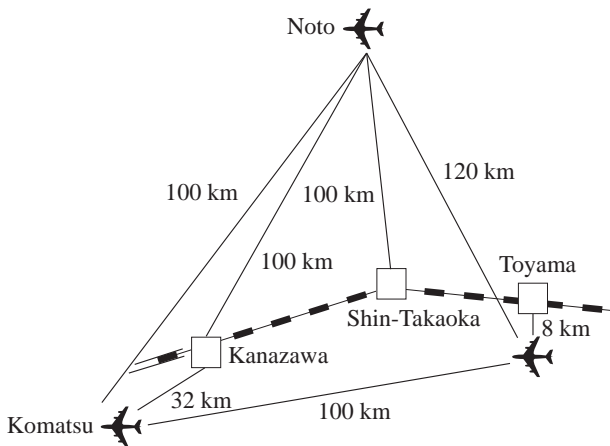 Noto
100 km
100 km
120 km
100 km
Toyama
Shin-Takaoka
8 km
Kanazawa
32 km
100 km
Komatsu